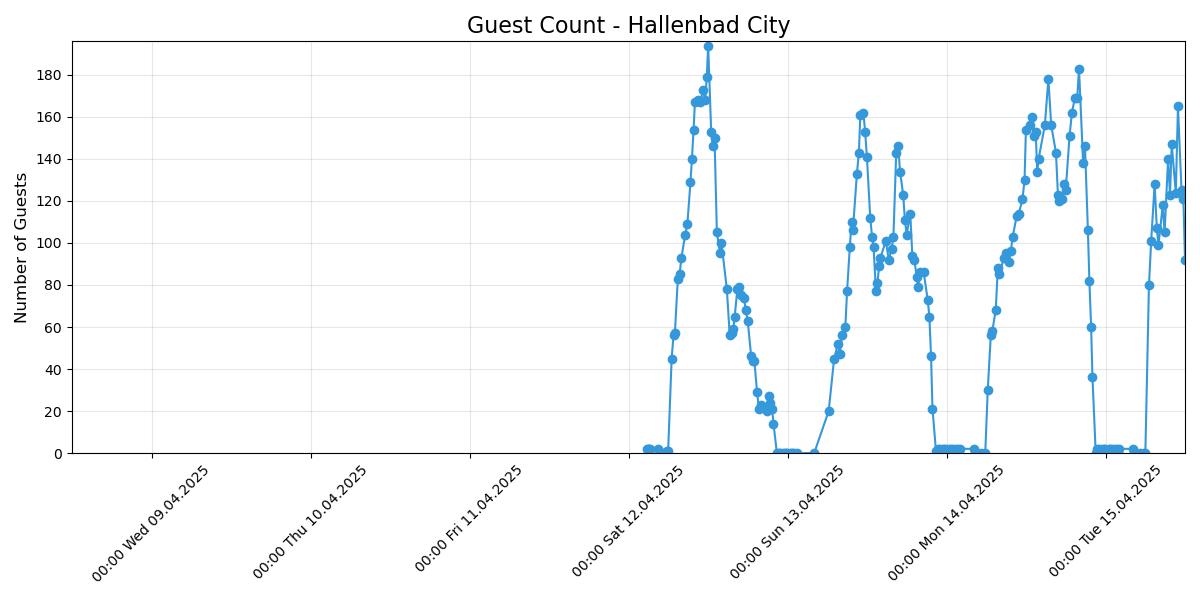 Guest Count - Hallenbad City
Number of Guests
180
160
140
120
100
80
60
40
20
0
00:00 Wed 09.04.2025
00:00 Thu 10.04.2025
00:00 Fri 11.04.2025
00:00 Sat 12.04.2025
00:00 Sun 13.04.2025
00:00 Mon 14.04.2025
00:00 Tue 15.04.2025